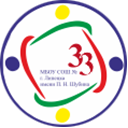 33
МБОУ СОШ №
г. Липецка
имени П. Н. Шубина